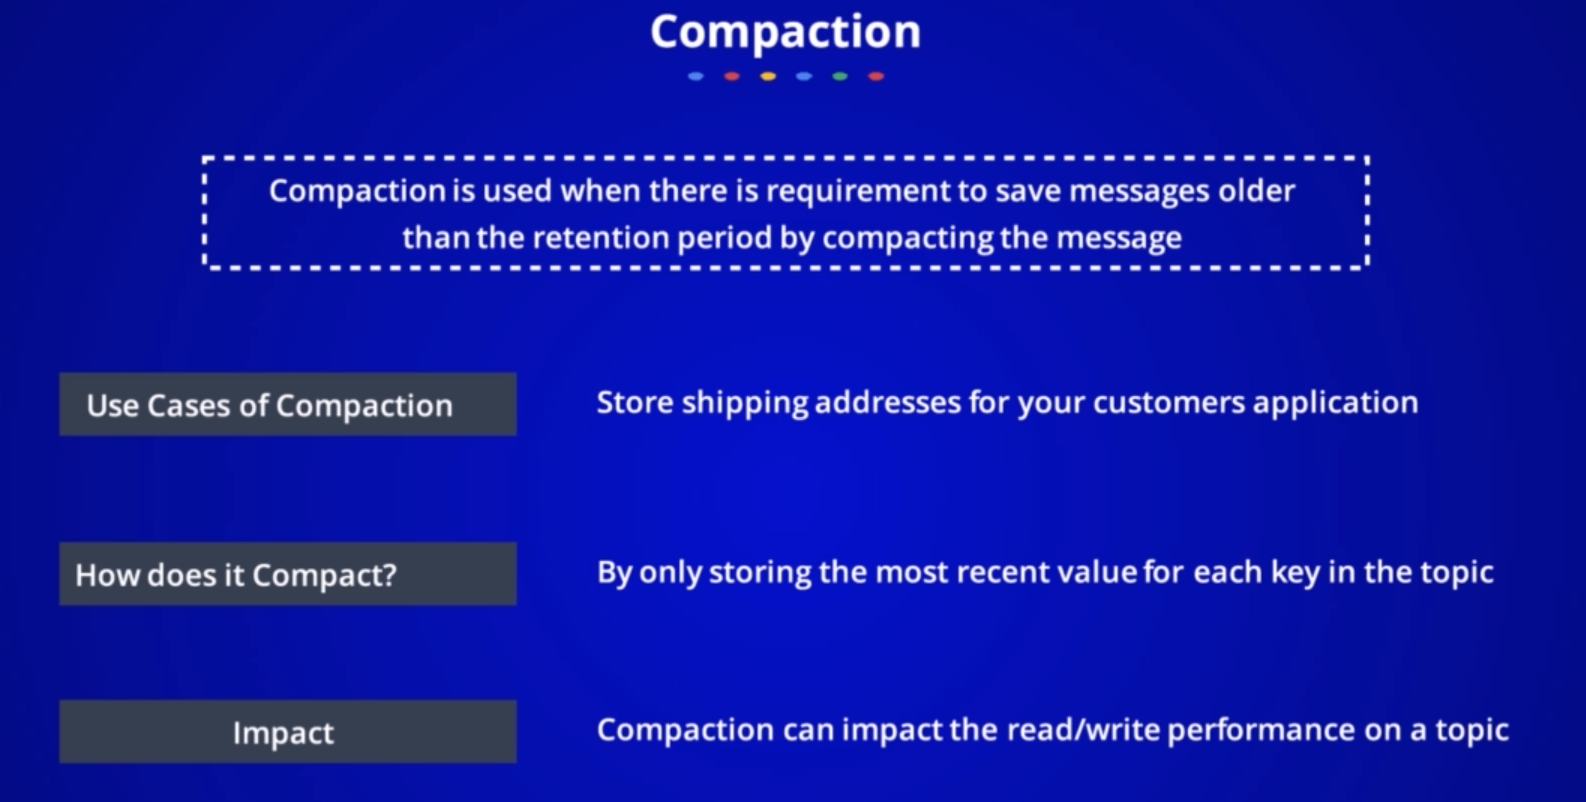 Compaction
Compaction is used when there is requirement to save messages older
than the retention period by compacting the message
Use Cases of Compaction
Store shipping addresses for your customers application
How does it Compact?
By only storing the most recent value for each key in the topic
Impact
Compaction can impact the read/write performance on a topic